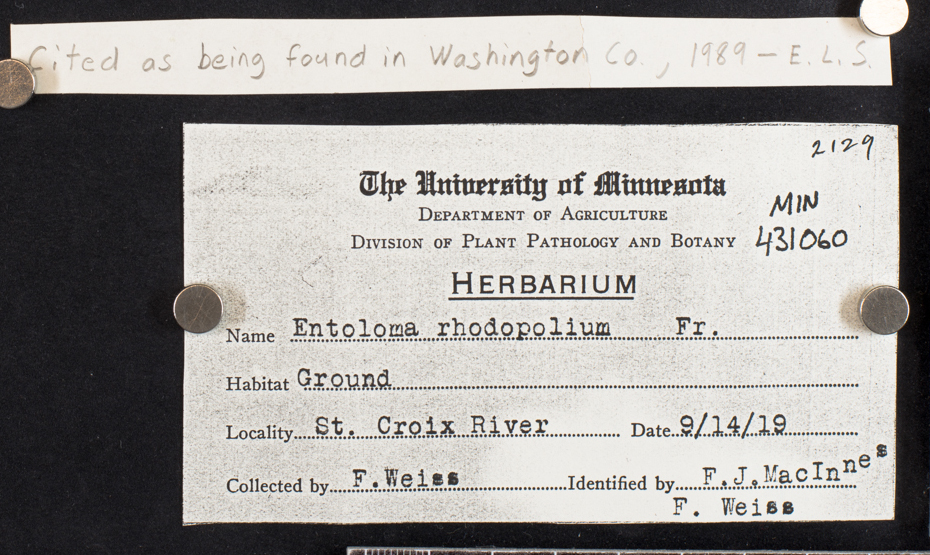 Cited as being found in Washington Co., 1989 – E. L. S.
2129
The University of Minnesota
Department of Agriculture
MIN
Division of Plant Pathology and Botany
431060
Herbarium
Name Entoloma rhodopolium Fr.
Habitat Ground
Locality St. Croix River Date 9/14/19
Collected by F.Weiss Identified by F.J.MacInnes
F. Weiss